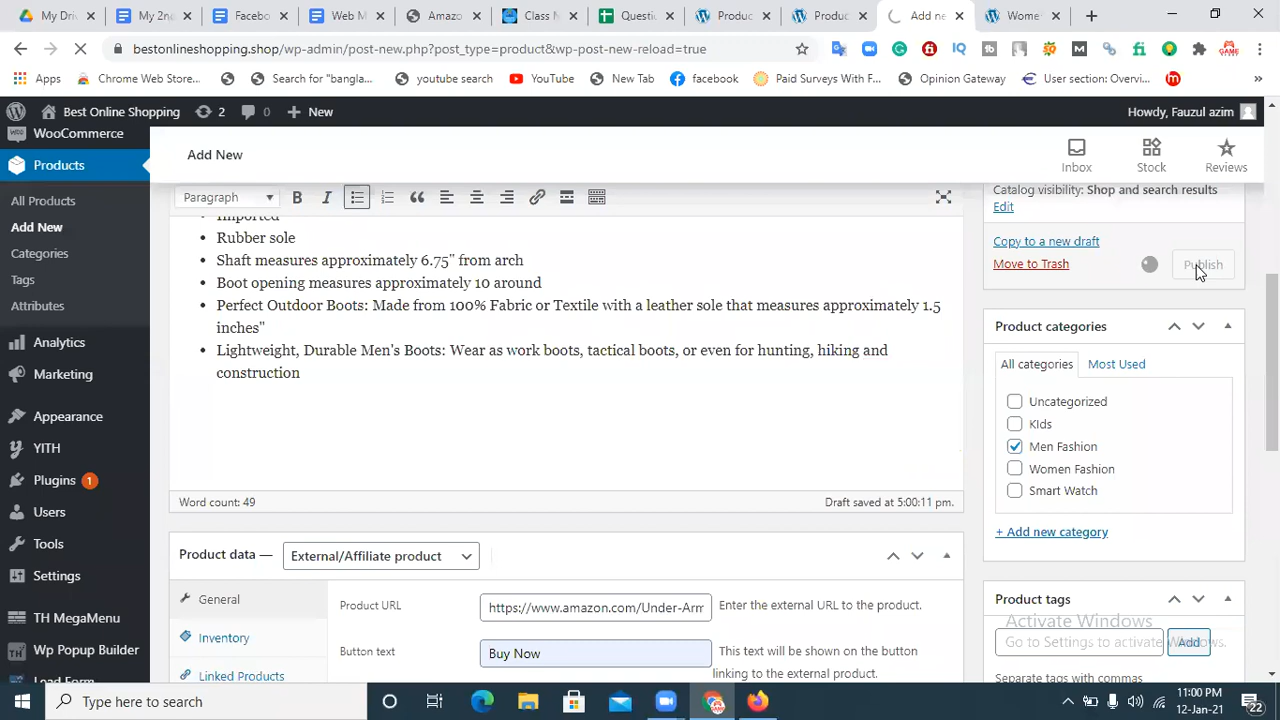 My Driv
My 2nd
Facebo
Web M
Amazo
Class R
Quest
Produc
Produc
Add ne
Wome
bestonlineshopping.shop/wp-admin/post-new.php?post_type=product&wp-post-new-reload=true
Apps
Chrome Web Store...
Search for "bangla...
youtube search
YouTube
New Tab
facebook
Paid Surveys With F...
Opinion Gateway
User section: Overvi...
»
Best Online Shopping
2
0
New
Howdy, Fauzul azim
WooCommerce
Products
All Products
Add New
Categories
Tags
Attributes
Analytics
Marketing
Appearance
YITH
Plugins 1
Users
Tools
Settings
TH MegaMenu
Wp Popup Builder
Lead Form
Add New
Inbox
Stock
Reviews
Paragraph
B
I
• Imported
• Rubber sole
• Shaft measures approximately 6.75" from arch
• Boot opening measures approximately 10 around
• Perfect Outdoor Boots: Made from 100% Fabric or Textile with a leather sole that measures approximately 1.5
inches"
• Lightweight, Durable Men's Boots: Wear as work boots, tactical boots, or even for hunting, hiking and
construction
Word count: 49
Draft saved at 5:00:11 pm.
Catalog visibility: Shop and search results
Edit
Copy to a new draft
Move to Trash
Publish
Product categories
All categories
Most Used
Uncategorized
KIds
Men Fashion
Women Fashion
Smart Watch
+ Add new category
Product data —
External/Affiliate product
General
Inventory
Linked Products
Product URL
https://www.amazon.com/Under-Arm
Enter the external URL to the product.
Button text
Buy Now
This text will be shown on the button
linking to the external product.
Product tags
Add
Separate tags with commas
Activate Windows
Go to Settings to activate Windows.
Type here to search
11:00 PM
12-Jan-21
22